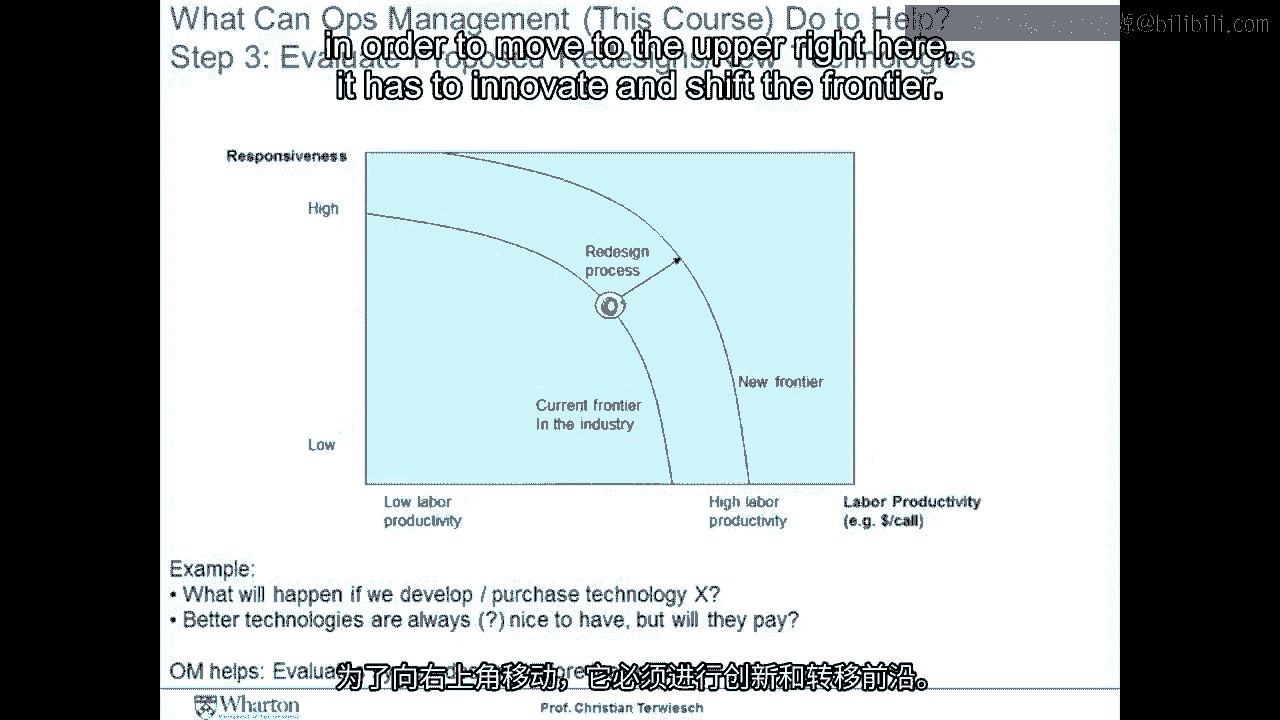 What Can Ops Management (This Course) Do to Help?
in order to move to the upper right here,
Step 3: Evaluate Proposed Redesigns/New Technologies
it has to innovate and shift the frontier.
@bilibili.com
Responsiveness
High
Redesign
process
New frontier
Current frontier
In the industry
Low
Low labor
productivity
High labor
productivity
Labor Productivity
(e.g. $/call)
Example:
• What will happen if we develop / purchase technology X?
• Better technologies are always (?) nice to have, but will they pay?
OM helps: Evaluate
为了向右上角移动，它必须进行创新和转移前沿。
Wharton
Prof. Christian Terwiesch